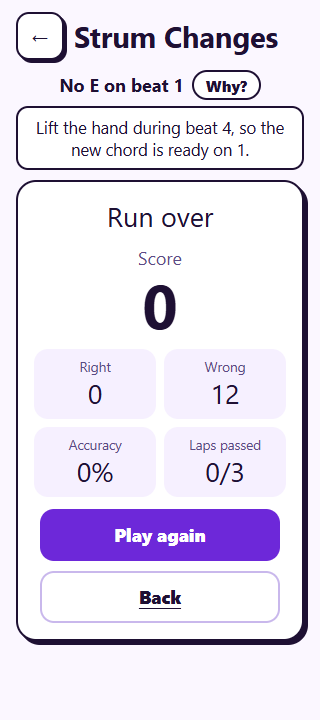 ← Strum Changes
No E on beat 1 Why?
Lift the hand during beat 4, so the
new chord is ready on 1.
Run over
Score
0
Right Wrong
0 12
Accuracy Laps passed
0% 0/3
Play again
Back